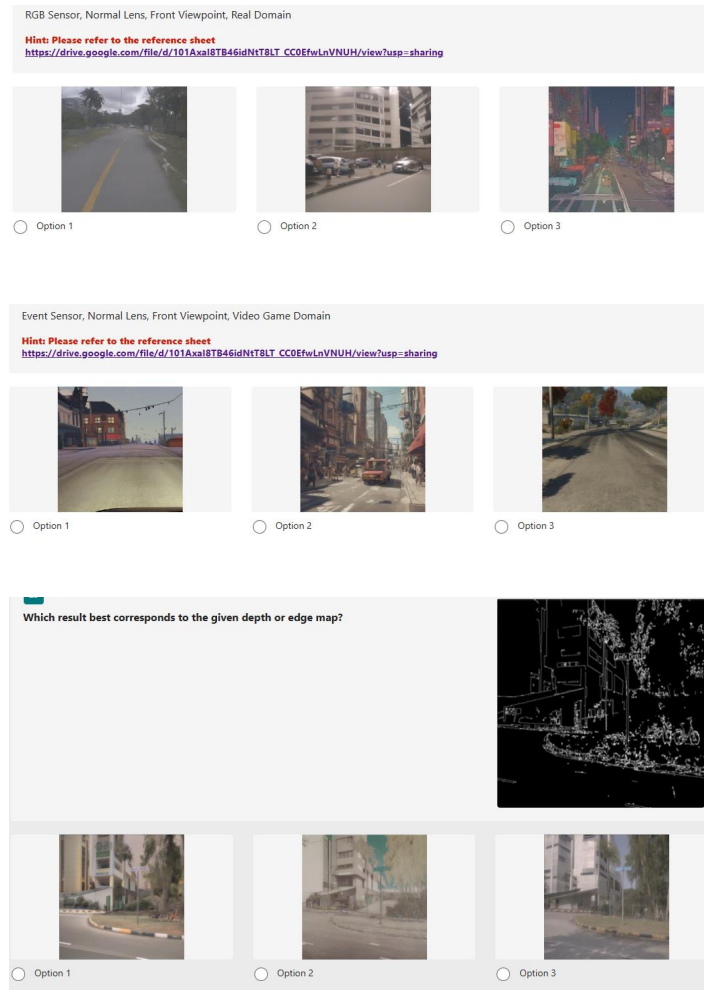 RGB Sensor, Normal Lens, Front Viewpoint, Real Domain
Hint: Please refer to the reference sheet
https://drive.google.com/file/d/101Axal8TB46idNtT8LT_CC0EfwLnVNUH/view?usp=sharing
Option 1
Option 2
Option 3
Event Sensor, Normal Lens, Front Viewpoint, Video Game Domain
Hint: Please refer to the reference sheet
https://drive.google.com/file/d/101Axal8TB46idNtT8LT_CC0EfwLnVNUH/view?usp=sharing
Option 1
Option 2
Option 3
Which result best corresponds to the given depth or edge map?
Option 1
Option 2
Option 3